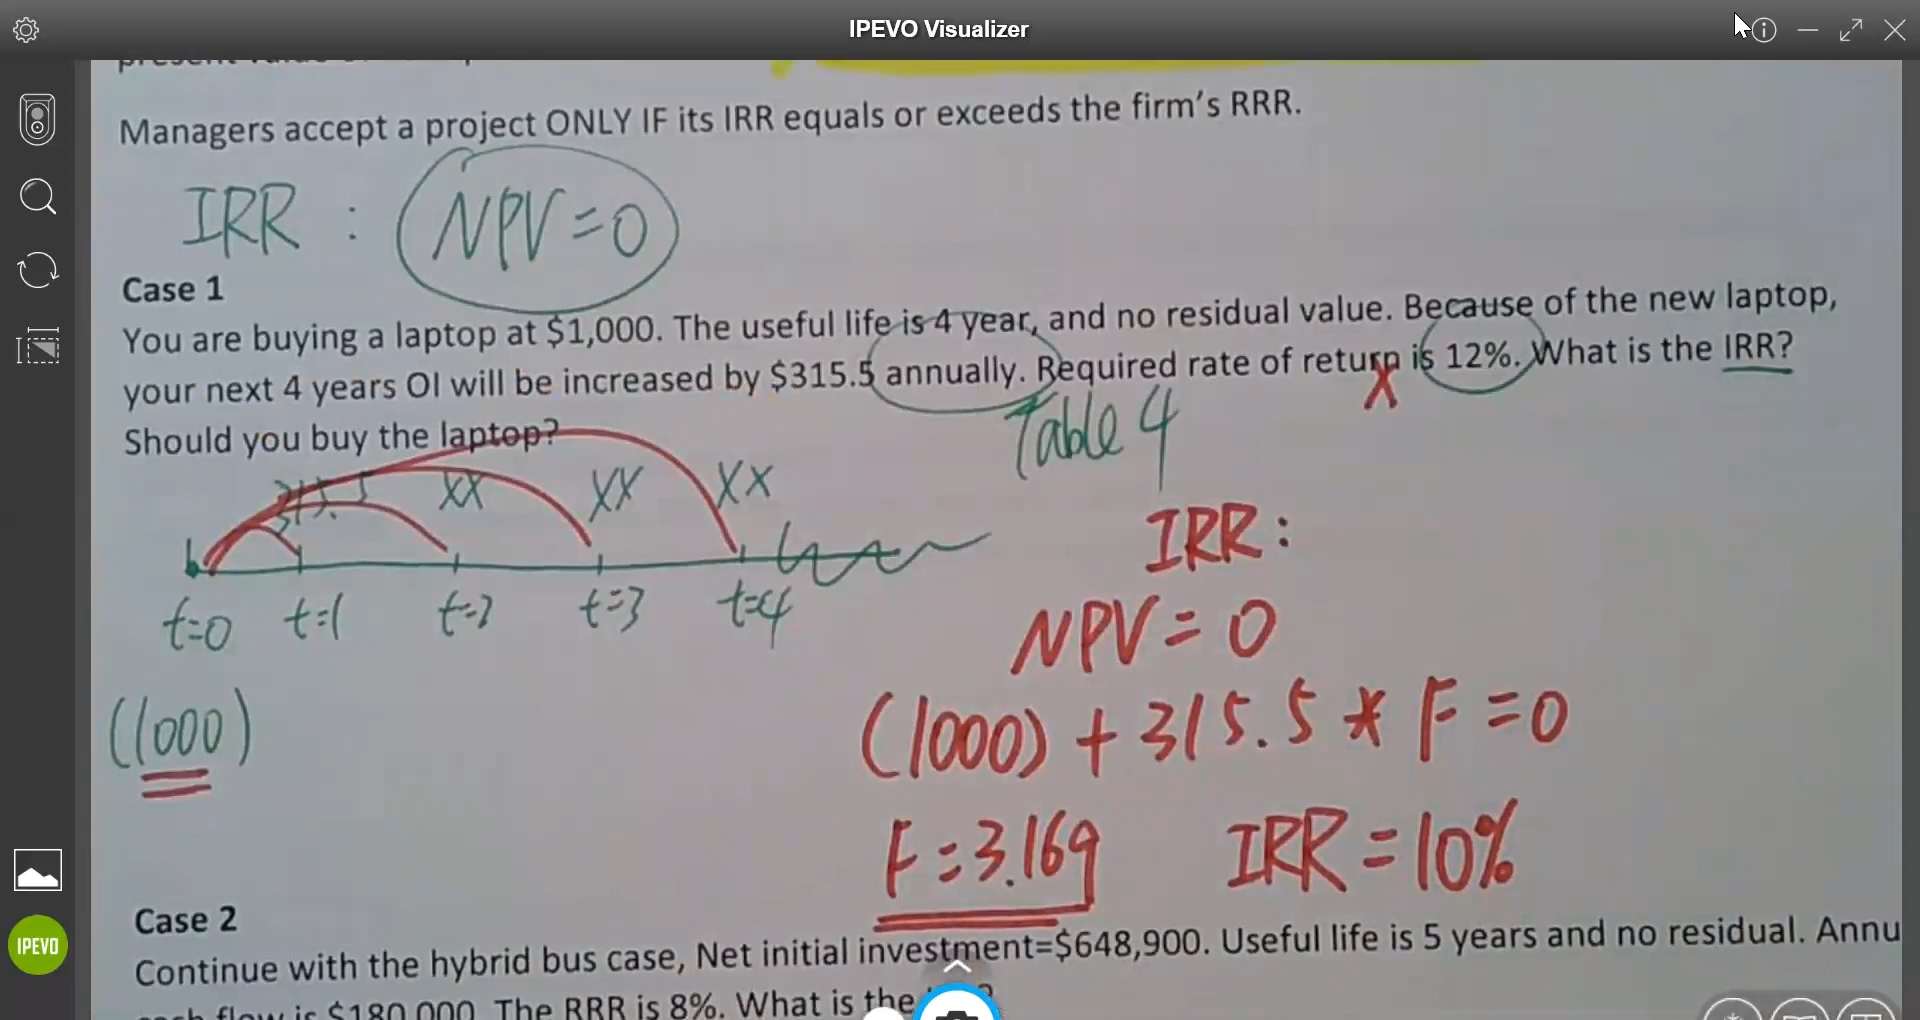 IPEVO Visualizer
Managers accept a project ONLY IF its IRR equals or exceeds the firm's RRR.
IRR : NPV=0
Case 1
You are buying a laptop at $1,000. The useful life is 4 year, and no residual value. Because of the new laptop,
your next 4 years OI will be increased by $315.5 annually. Required rate of return is 12%. What is the IRR?
X
Should you buy the laptop?
Table 4
315.5 XX XX XX
IRR:
t=0 t=1 t=2 t=3 t=4
NPV = 0
(1000)
(1000) + 315.5 * F = 0
F = 3.169 IRR = 10%
Case 2
IPEVO
Continue with the hybrid bus case, Net initial investment=$648,900. Useful life is 5 years and no residual. Annu
cash flow is $180,000. The RRR is 8%. What is the